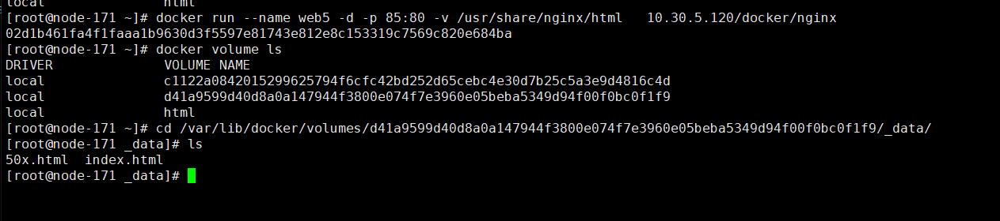 local                    html
[root@node-171 ~]# docker run --name web5 -d -p 85:80 -v /usr/share/nginx/html   10.30.5.120/docker/nginx
02d1b461fa4f1faaa1b9630d3f5597e81743e812e8c153319c7569c820e684ba
[root@node-171 ~]# docker volume ls
DRIVER              VOLUME NAME
local               c1122a0842015299625794f6cfc42bd252d65cebc4e30d7b25c5a3e9d4816c4d
local               d41a9599d40d8a0a147944f3800e074f7e3960e05beba5349d94f00f0bc0f1f9
local               html
[root@node-171 ~]# cd /var/lib/docker/volumes/d41a9599d40d8a0a147944f3800e074f7e3960e05beba5349d94f00f0bc0f1f9/_data/
[root@node-171 _data]# ls
50x.html  index.html
[root@node-171 _data]#